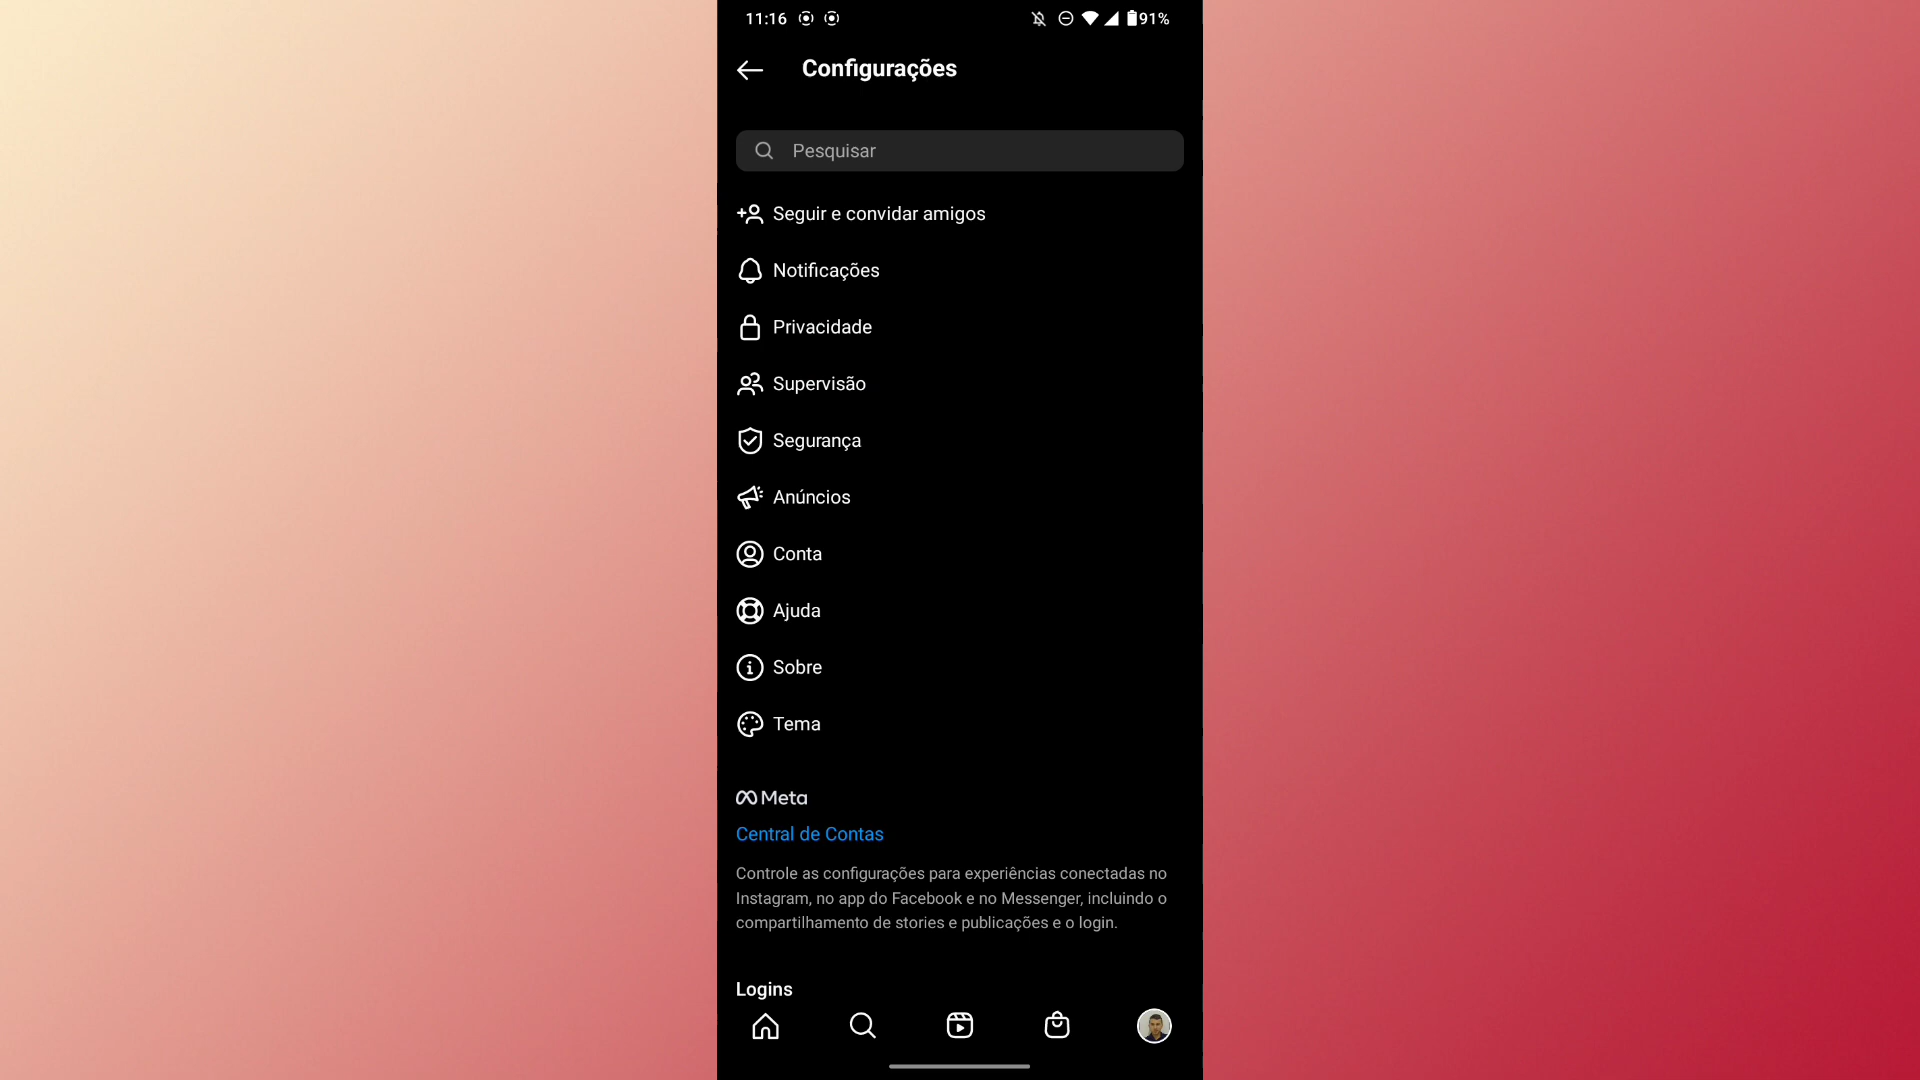 11:16 91%
Configurações
Pesquisar
Seguir e convidar amigos
Notificações
Privacidade
Supervisão
Segurança
Anúncios
Conta
Ajuda
Sobre
Tema
Meta
Central de Contas
Controle as configurações para experiências conectadas no
Instagram, no app do Facebook e no Messenger, incluindo o
compartilhamento de stories e publicações e o login.
Logins